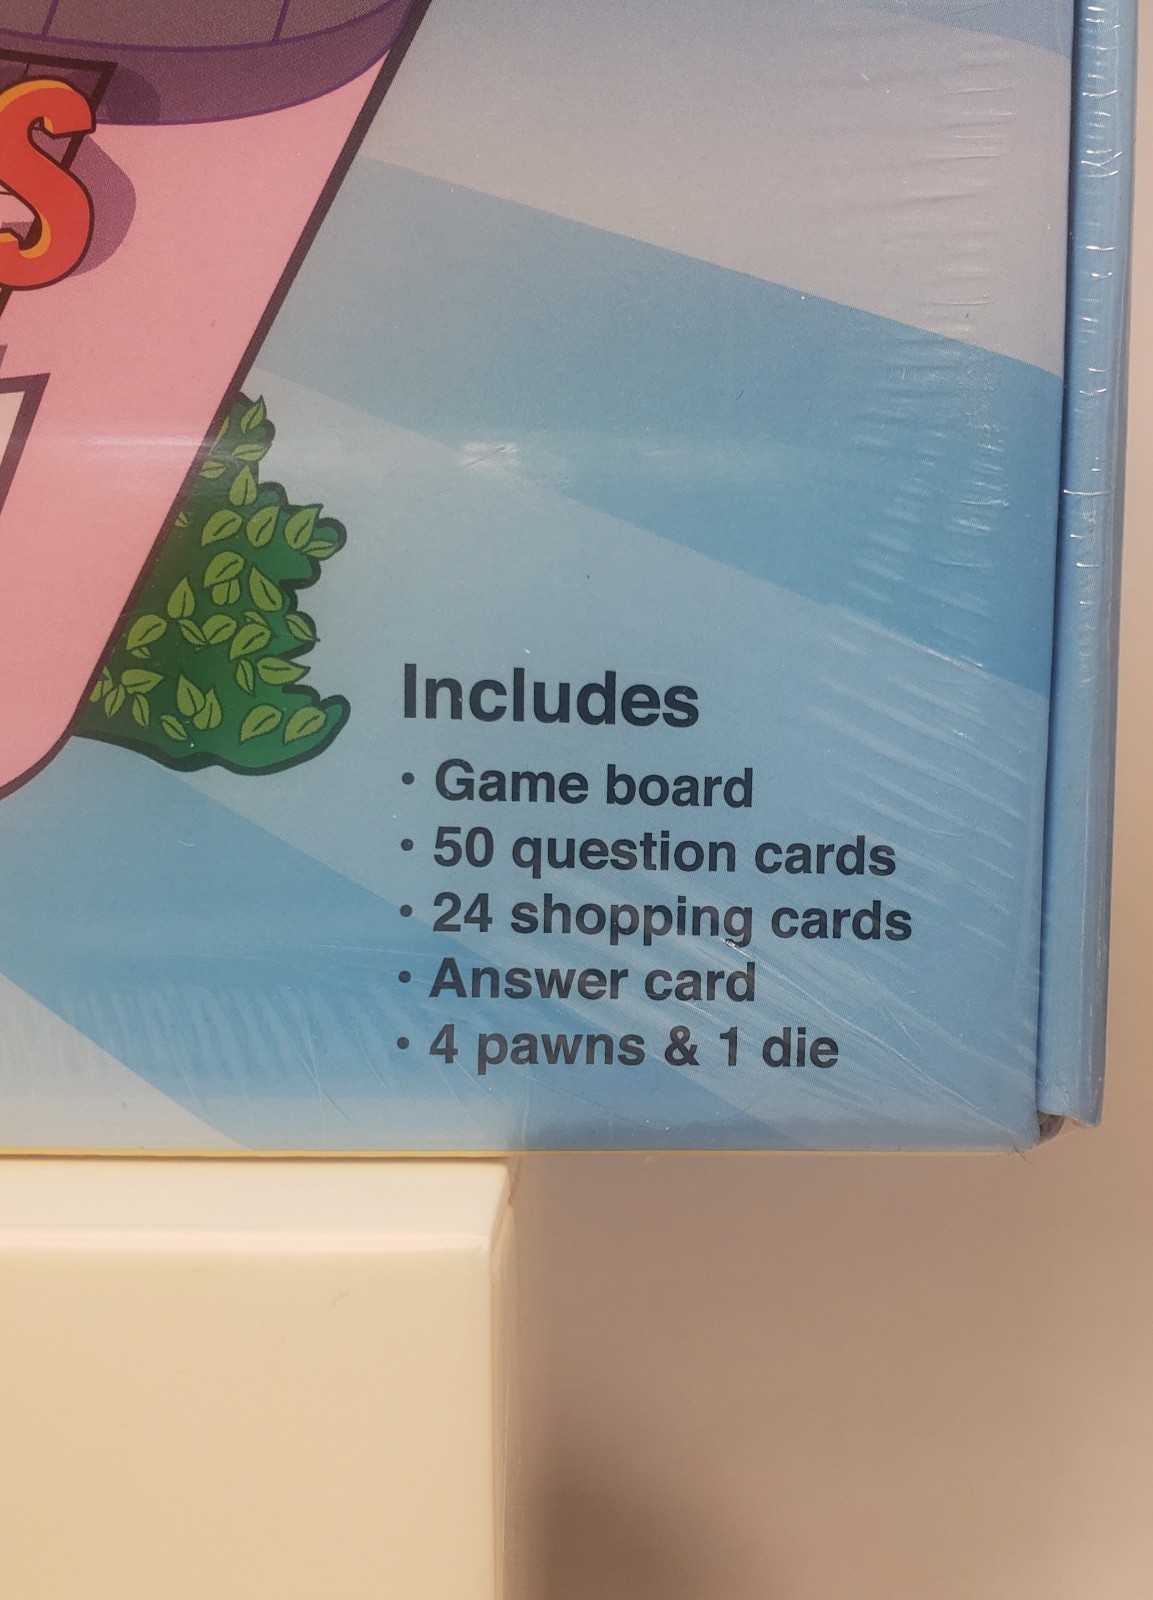 S
Includes
• Game board
• 50 question cards
• 24 shopping cards
• Answer card
• 4 pawns & 1 die